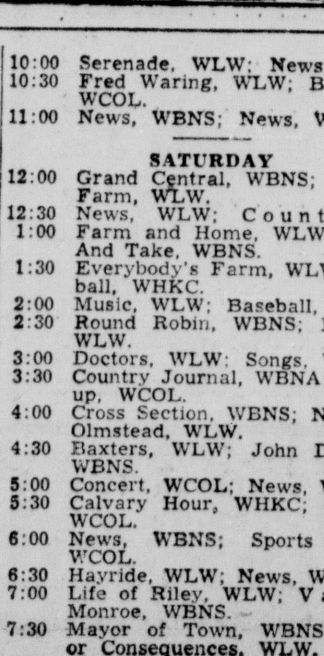 10:00 Serenade, WLW; News
10:30 Fred Waring, WLW; B
WCOL.
11:00 News, WBNS; News,
SATURDAY
12:00 Grand Central, WBNS;
Farm, WLW.
12:30 News, WLW; Count
1:00 Farm and Home, WLW
And Take, WBNS.
1:30 Everybody's Farm, WLW
ball, WHKC.
2:00 Music, WLW; Baseball,
2:30 Round Robin, WBNS;
WLW.
3:00 Doctors, WLW; Songs,
3:30 Country Journal, WBNA
up, WCOL.
4:00 Cross Section, WBNS; N
Olmstead, WLW.
4:30 Baxters, WLW; John D
WBNS.
5:00 Concert, WCOL; News,
5:30 Calvary Hour, WHKC;
WCOL.
6:00 News, WBNS; Sports
WCOL.
6:30 Hayride, WLW; News, W
7:00 Life of Riley, WLW; Va
Monroe, WBNS.
7:30 Mayor of Town, WBNS
or Consequences, WLW.